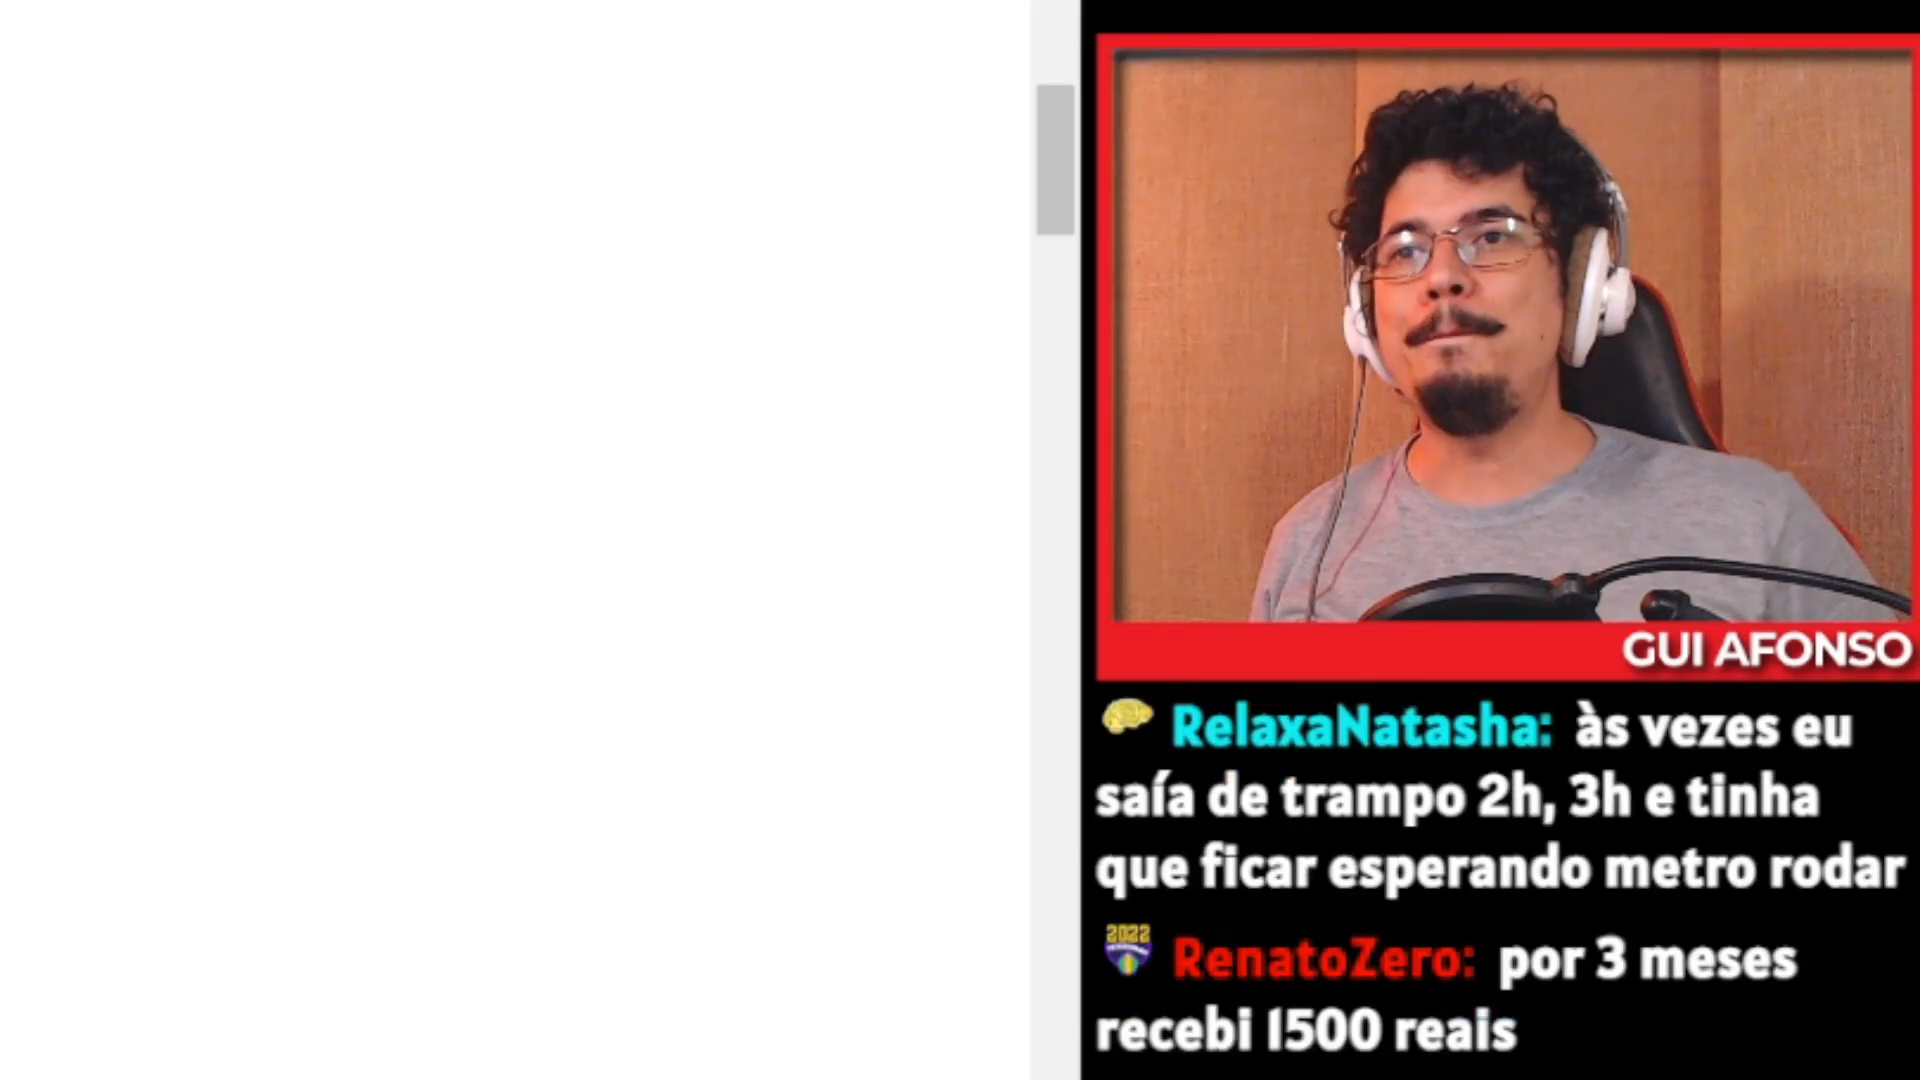 GUI AFONSO
RelaxaNatasha: às vezes eu
saía de trampo 2h, 3h e tinha
que ficar esperando metro rodar
2022
RenatoZero: por 3 meses
recebi 1500 reais